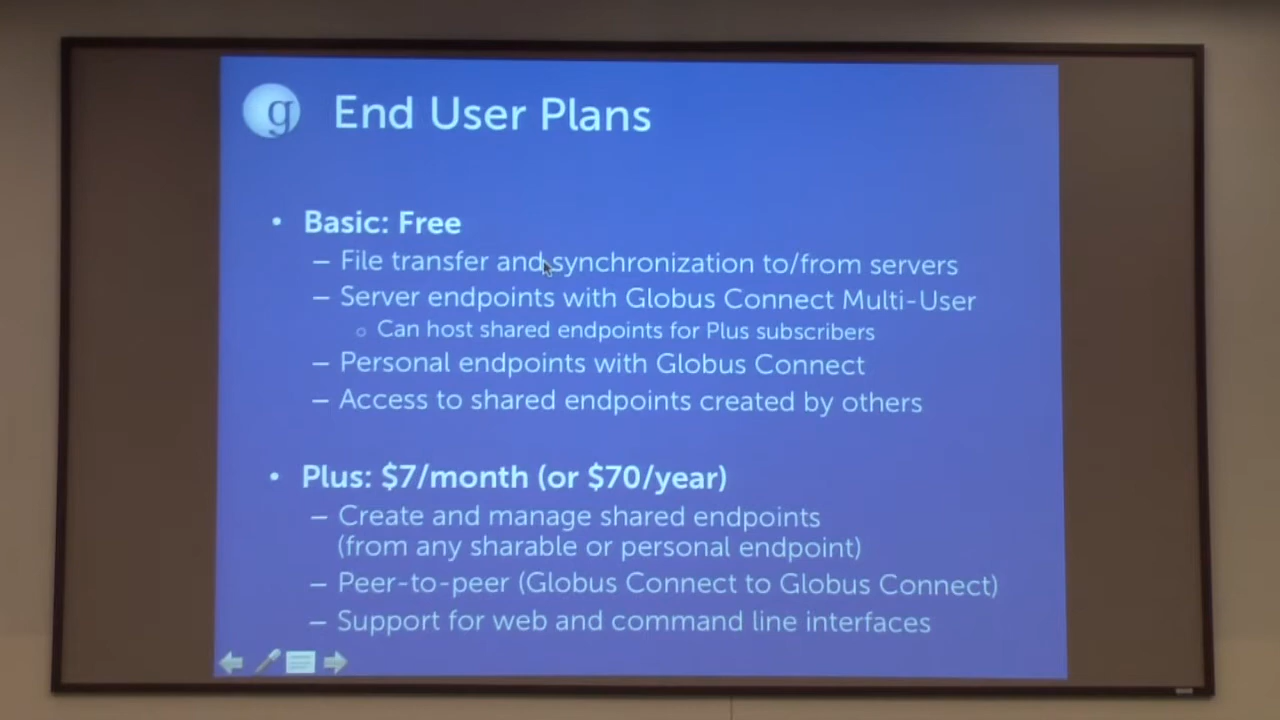 g
End User Plans
• Basic: Free
– File transfer and synchronization to/from servers
– Server endpoints with Globus Connect Multi-User
○ Can host shared endpoints for Plus subscribers
– Personal endpoints with Globus Connect
– Access to shared endpoints created by others
• Plus: $7/month (or $70/year)
– Create and manage shared endpoints
(from any sharable or personal endpoint)
– Peer-to-peer (Globus Connect to Globus Connect)
– Support for web and command line interfaces